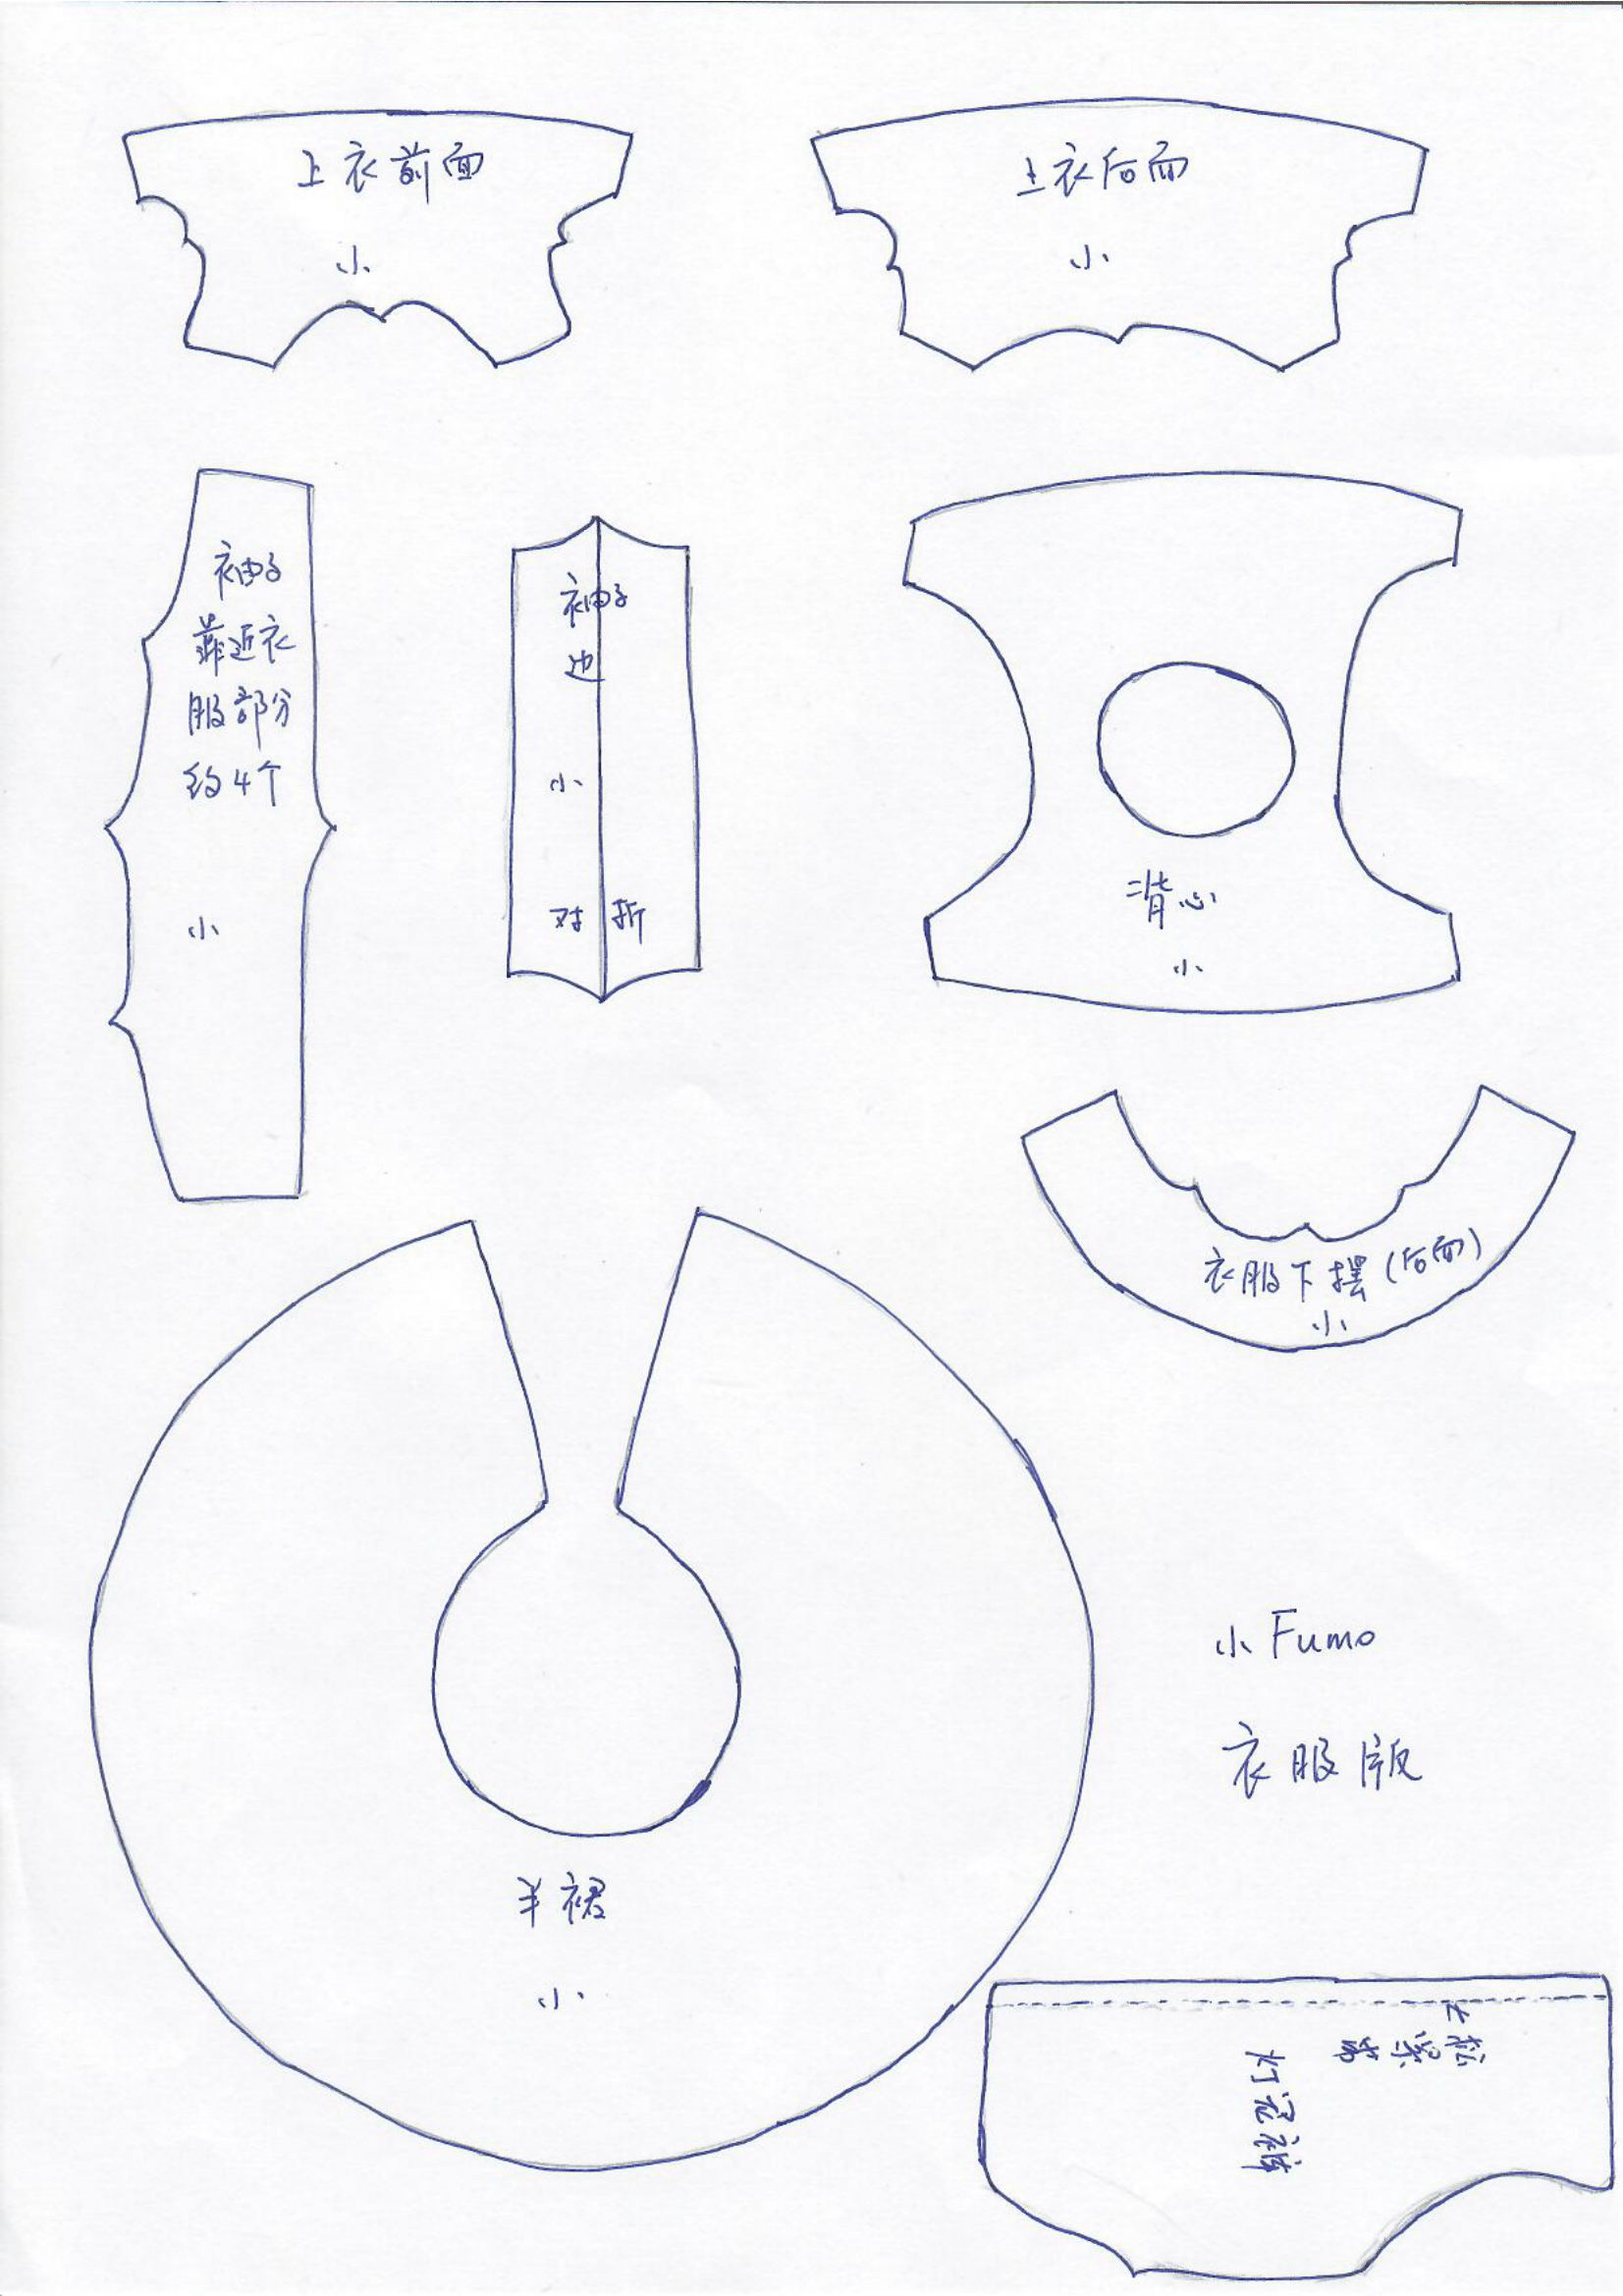 上衣前面
小
上衣后面
小
袖子
靠近衣
服部分
约4个
小
袖子
边
小
对折
背心
小
衣服下摆(后面)
小
半裙
小
小Fumo
衣服版
松
紧
带
灯笼裤